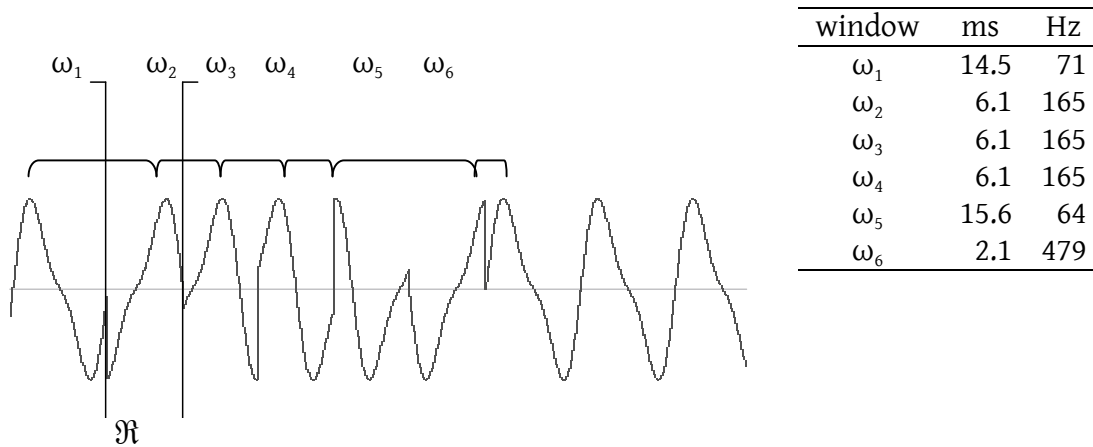 ω₁ ω₂ ω₃ ω₄ ω₅ ω₆
ℜ
window ms Hz
ω₁ 14.5 71
ω₂ 6.1 165
ω₃ 6.1 165
ω₄ 6.1 165
ω₅ 15.6 64
ω₆ 2.1 479